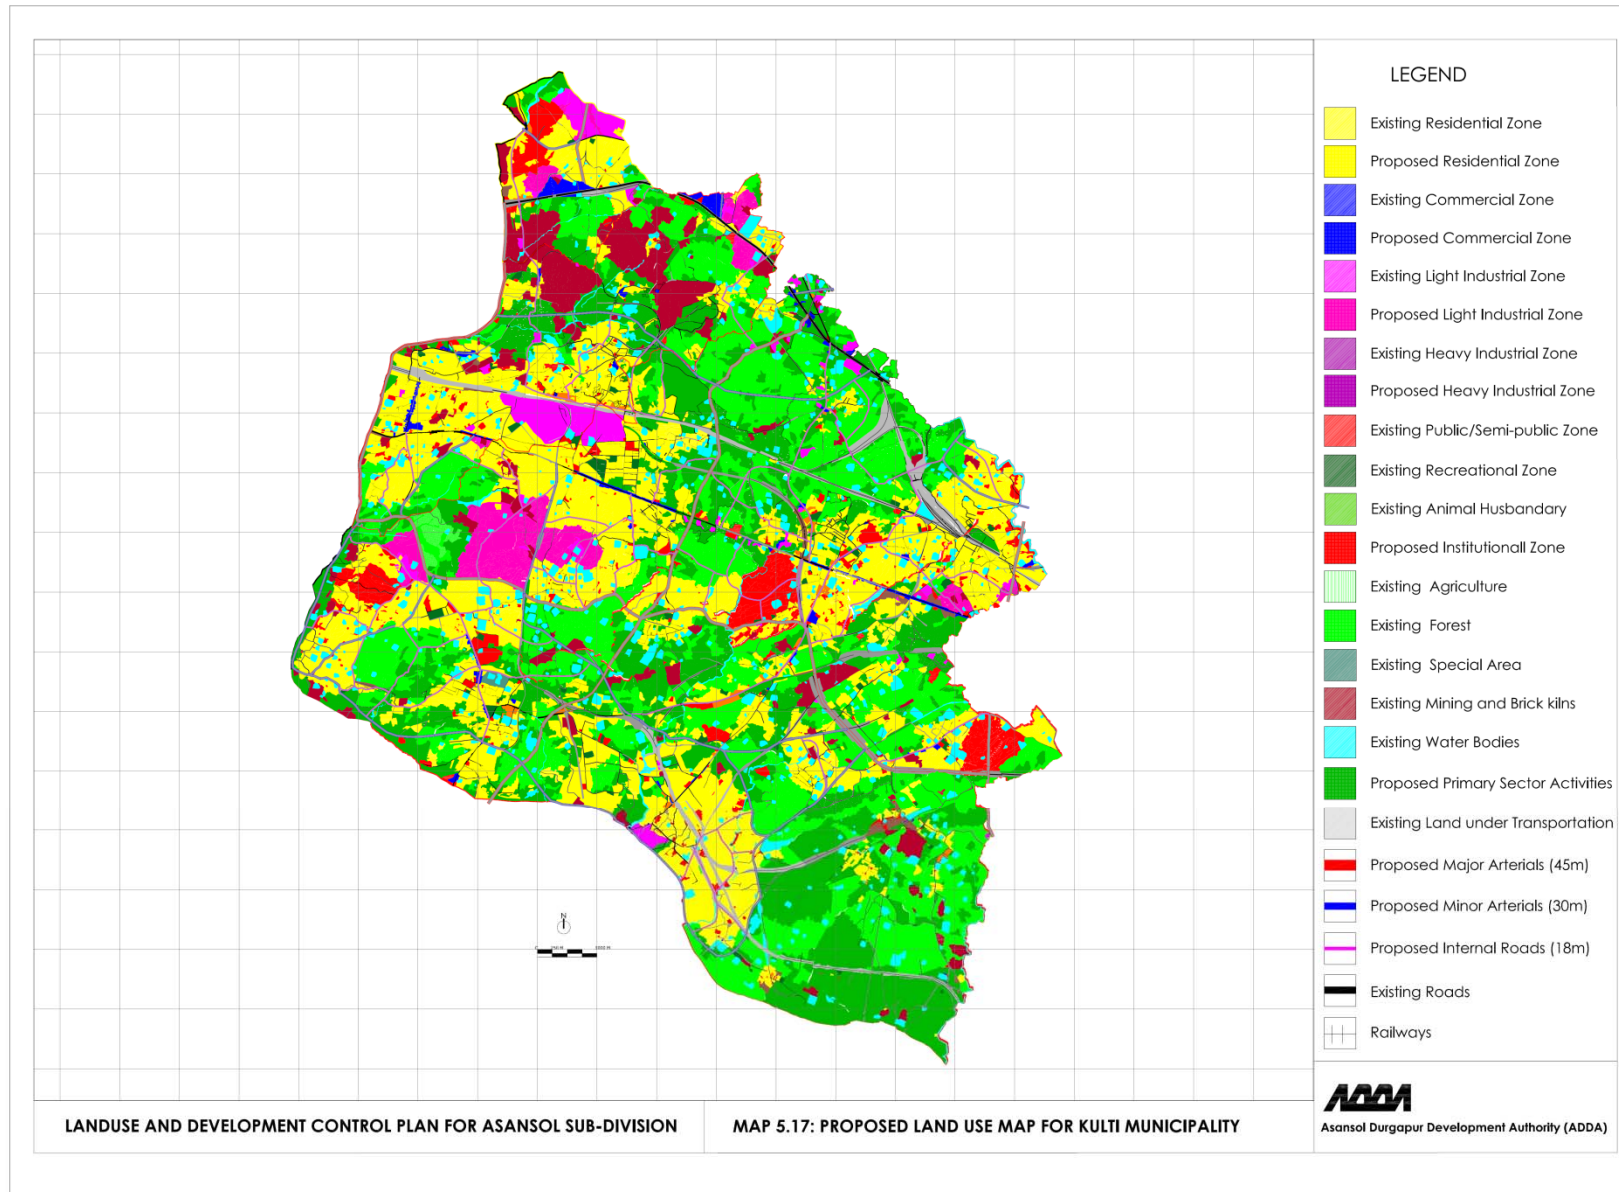 N
LEGEND
Existing Residential Zone
Proposed Residential Zone
Existing Commercial Zone
Proposed Commercial Zone
Existing Light Industrial Zone
Proposed Light Industrial Zone
Existing Heavy Industrial Zone
Proposed Heavy Industrial Zone
Existing Public/Semi-public Zone
Existing Recreational Zone
Existing Animal Husbandary
Proposed Institutionall Zone
Existing Agriculture
Existing Forest
Existing Special Area
Existing Mining and Brick kilns
Existing Water Bodies
Proposed Primary Sector Activities
Existing Land under Transportation
Proposed Major Arterials (45m)
Proposed Minor Arterials (30m)
Proposed Internal Roads (18m)
Existing Roads
Railways
LANDUSE AND DEVELOPMENT CONTROL PLAN FOR ASANSOL SUB-DIVISION
MAP 5.17: PROPOSED LAND USE MAP FOR KULTI MUNICIPALITY
ADDA
Asansol Durgapur Development Authority (ADDA)